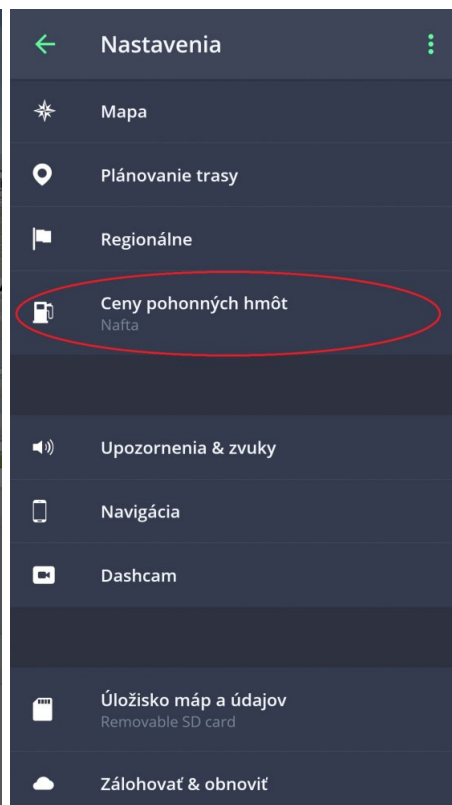 Nastavenia
Mapa
Plánovanie trasy
Regionálne
Ceny pohonných hmôt
Nafta
Upozornenia & zvuky
Navigácia
Dashcam
Úložisko máp a údajov
Removable SD card
Zálohovať & obnoviť